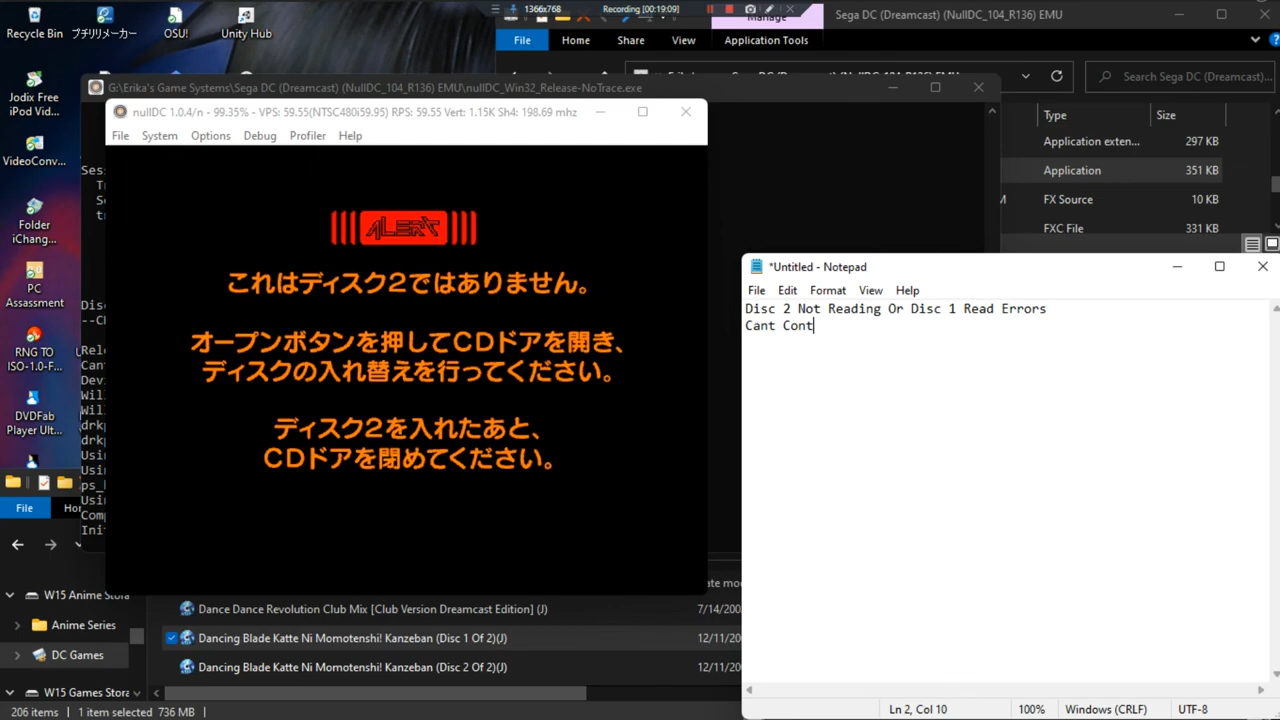 Recycle Bin
プチリメーカー
OSU!
Unity Hub
Jodix Free
iPod Vid...
VideoConv...
Folder
iChang...
PC
Assassment
RNG TO
ISO-1.0-F...
DVDFab
Player Ult...
1366x768
Recording [00:19:09]
Manage
Sega DC (Dreamcast) (NullDC_104_R136) EMU
File
Home
Share
View
Application Tools
Search Sega DC (Dreamcast)...
Type
Size
Application exten...
297 KB
Application
351 KB
FX Source
10 KB
FXC File
331 KB
G:\Erika's Game Systems\Sega DC (Dreamcast) (NullDC_104_R136) EMU\nullDC_Win32_Release-NoTrace.exe
nullDC 1.0.4/n - 99.35% - VPS: 59.55(NTSC480i59.95) RPS: 59.55 Vert: 1.15K Sh4: 198.69 mhz
File
System
Options
Debug
Profiler
Help
ALERT
これはディスク2ではありません。
オープンボタンを押してCDドアを開き、
ディスクの入れ替えを行ってください。
ディスク2を入れたあと、
CDドアを閉めてください。
*Untitled - Notepad
File
Edit
Format
View
Help
Disc 2 Not Reading Or Disc 1 Read Errors
Cant Cont
Ln 2, Col 10
100%
Windows (CRLF)
UTF-8
File
W15 Anime Stora
Anime Series
DC Games
W15 Games Stora
Dance Dance Revolution Club Mix [Club Version Dreamcast Edition] (J)
Dancing Blade Katte Ni Momotenshi! Kanzeban (Disc 1 Of 2)(J)
Dancing Blade Katte Ni Momotenshi! Kanzeban (Disc 2 Of 2)(J)
206 items
1 item selected 736 MB